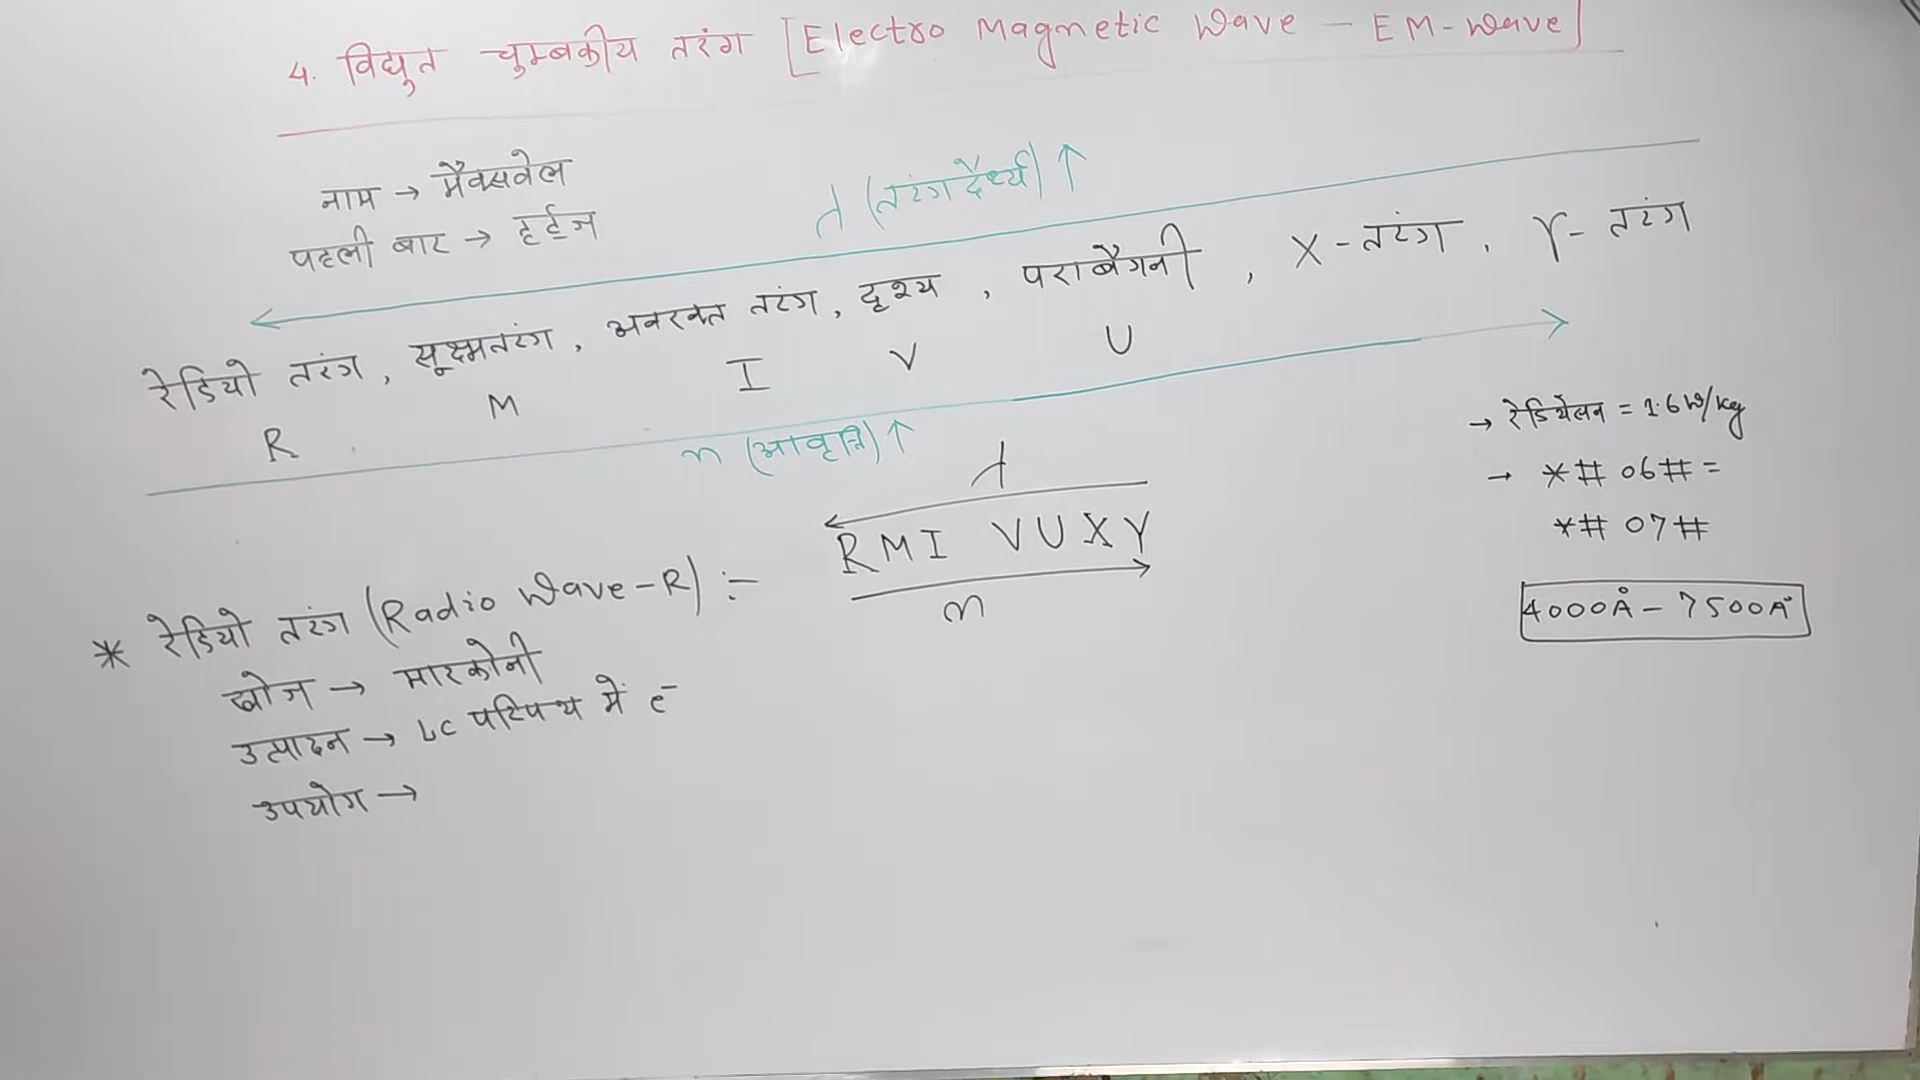 4. विद्युत चुम्बकीय तरंग [Electro Magnetic Wave - EM-Wave]
नाम → मैक्सवेल
पहली बार → हर्ट्ज
λ (तरंगदैर्ध्य) ↑
रेडियो तरंग, सूक्ष्मतरंग, अवरक्त तरंग, दृश्य, पराबैगनी, X-तरंग, γ-तरंग
R M I V U
n (आवृत्ति) ↑
→ रेडियेसन = 1.6 W/Kg
→ *# 06# =
*# 07#
4000Å - 7500Å
λ
RMI VUXY
n
* रेडियो तरंग (Radio Wave-R) :-
खोज → मारकोनी
उत्पादन → LC परिपथ में e⁻
उपयोग →